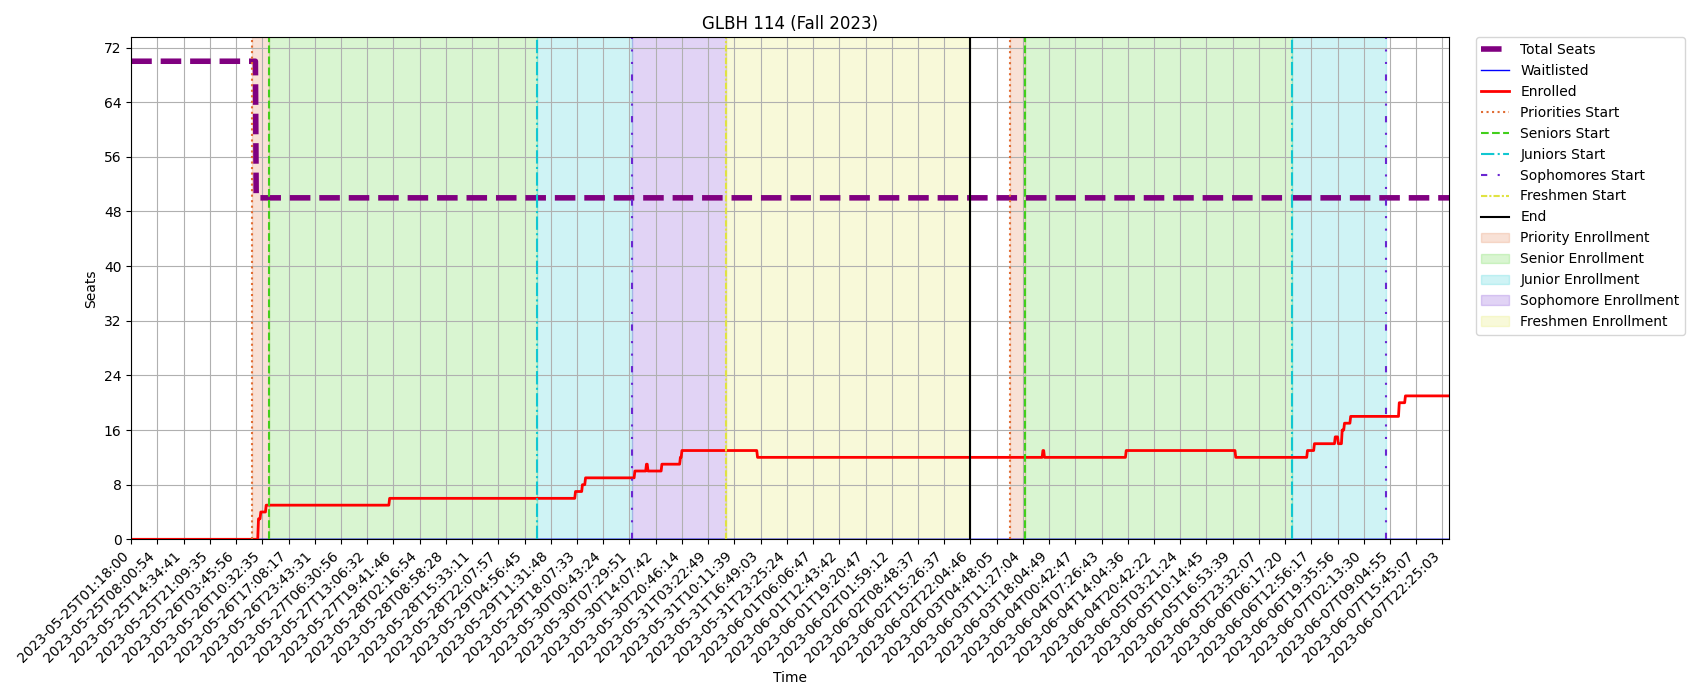 GLBH 114 (Fall 2023)
72
64
56
48
40
32
24
16
8
0
Seats
2023-05-25T01:18:00
2023-05-25T08:00:54
2023-05-25T14:34:41
2023-05-25T21:09:35
2023-05-26T03:45:56
2023-05-26T10:32:35
2023-05-26T17:08:17
2023-05-26T23:43:31
2023-05-27T06:30:56
2023-05-27T13:06:32
2023-05-27T19:41:46
2023-05-28T02:16:54
2023-05-28T08:58:28
2023-05-28T15:33:11
2023-05-28T22:07:57
2023-05-29T04:56:45
2023-05-29T11:31:48
2023-05-29T18:07:33
2023-05-30T00:43:24
2023-05-30T07:29:51
2023-05-30T14:07:42
2023-05-30T20:46:14
2023-05-31T03:22:49
2023-05-31T10:11:39
2023-05-31T16:49:03
2023-05-31T23:25:24
2023-06-01T06:06:47
2023-06-01T12:43:42
2023-06-01T19:20:47
2023-06-02T01:59:12
2023-06-02T08:48:37
2023-06-02T15:26:37
2023-06-02T22:04:46
2023-06-03T04:48:05
2023-06-03T11:27:04
2023-06-03T18:04:49
2023-06-04T00:42:47
2023-06-04T07:26:43
2023-06-04T14:04:36
2023-06-04T20:42:22
2023-06-05T03:21:24
2023-06-05T10:14:45
2023-06-05T16:53:39
2023-06-05T23:32:07
2023-06-06T06:17:20
2023-06-06T12:56:17
2023-06-06T19:35:56
2023-06-07T02:13:30
2023-06-07T09:04:55
2023-06-07T15:45:07
2023-06-07T22:25:03
Time
Total Seats
Waitlisted
Enrolled
Priorities Start
Seniors Start
Juniors Start
Sophomores Start
Freshmen Start
End
Priority Enrollment
Senior Enrollment
Junior Enrollment
Sophomore Enrollment
Freshmen Enrollment